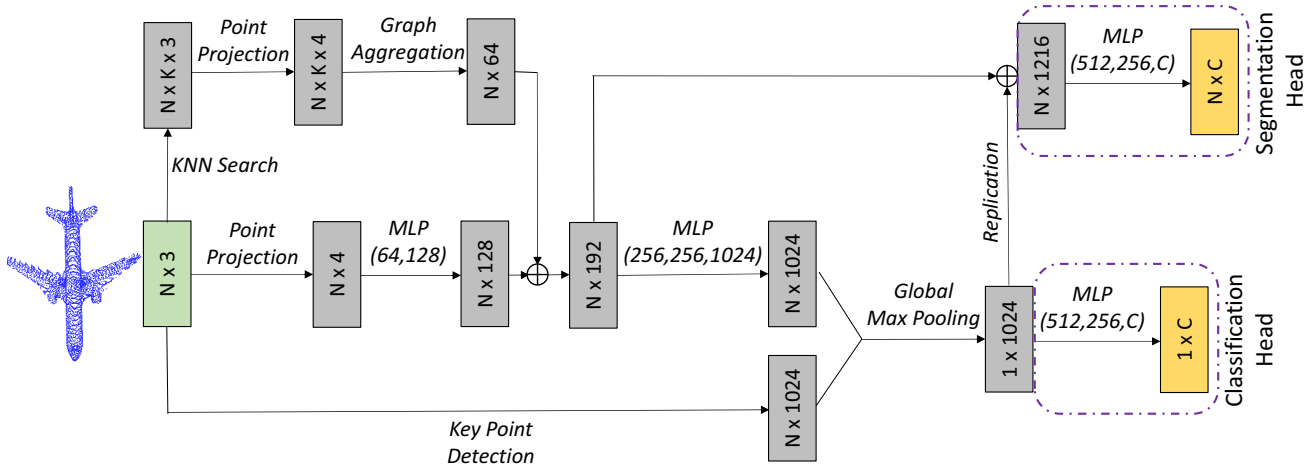 N x K x 3
Point
Projection
N x K x 4
Graph
Aggregation
N x 64
N x 1216
MLP
(512,256,C)
N x C
Segmentation
Head
KNN Search
Replication
N x 3
Point
Projection
N x 4
MLP
(64,128)
N x 128
N x 192
MLP
(256,256,1024)
N x 1024
Global
Max Pooling
1 x 1024
MLP
(512,256,C)
1 x C
Classification
Head
N x 1024
Key Point
Detection